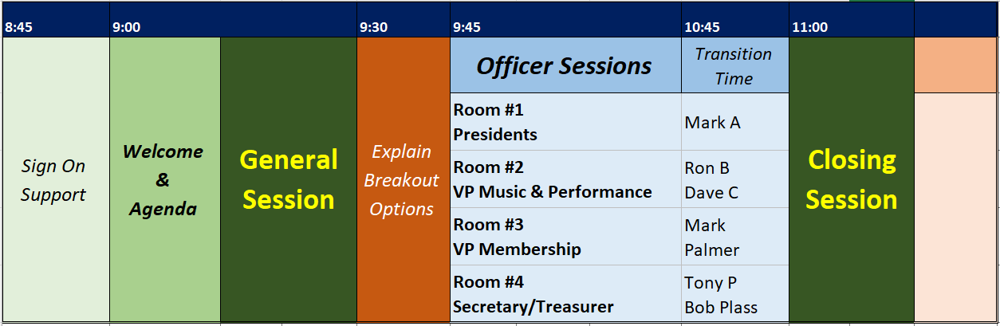 8:45
9:00
9:30
9:45
10:45
11:00
Sign On
Support
Welcome
&
Agenda
General
Session
Explain
Breakout
Options
Officer Sessions
Transition
Time
Room #1
Presidents
Mark A
Room #2
VP Music & Performance
Ron B
Dave C
Room #3
VP Membership
Mark
Palmer
Room #4
Secretary/Treasurer
Tony P
Bob Plass
Closing
Session